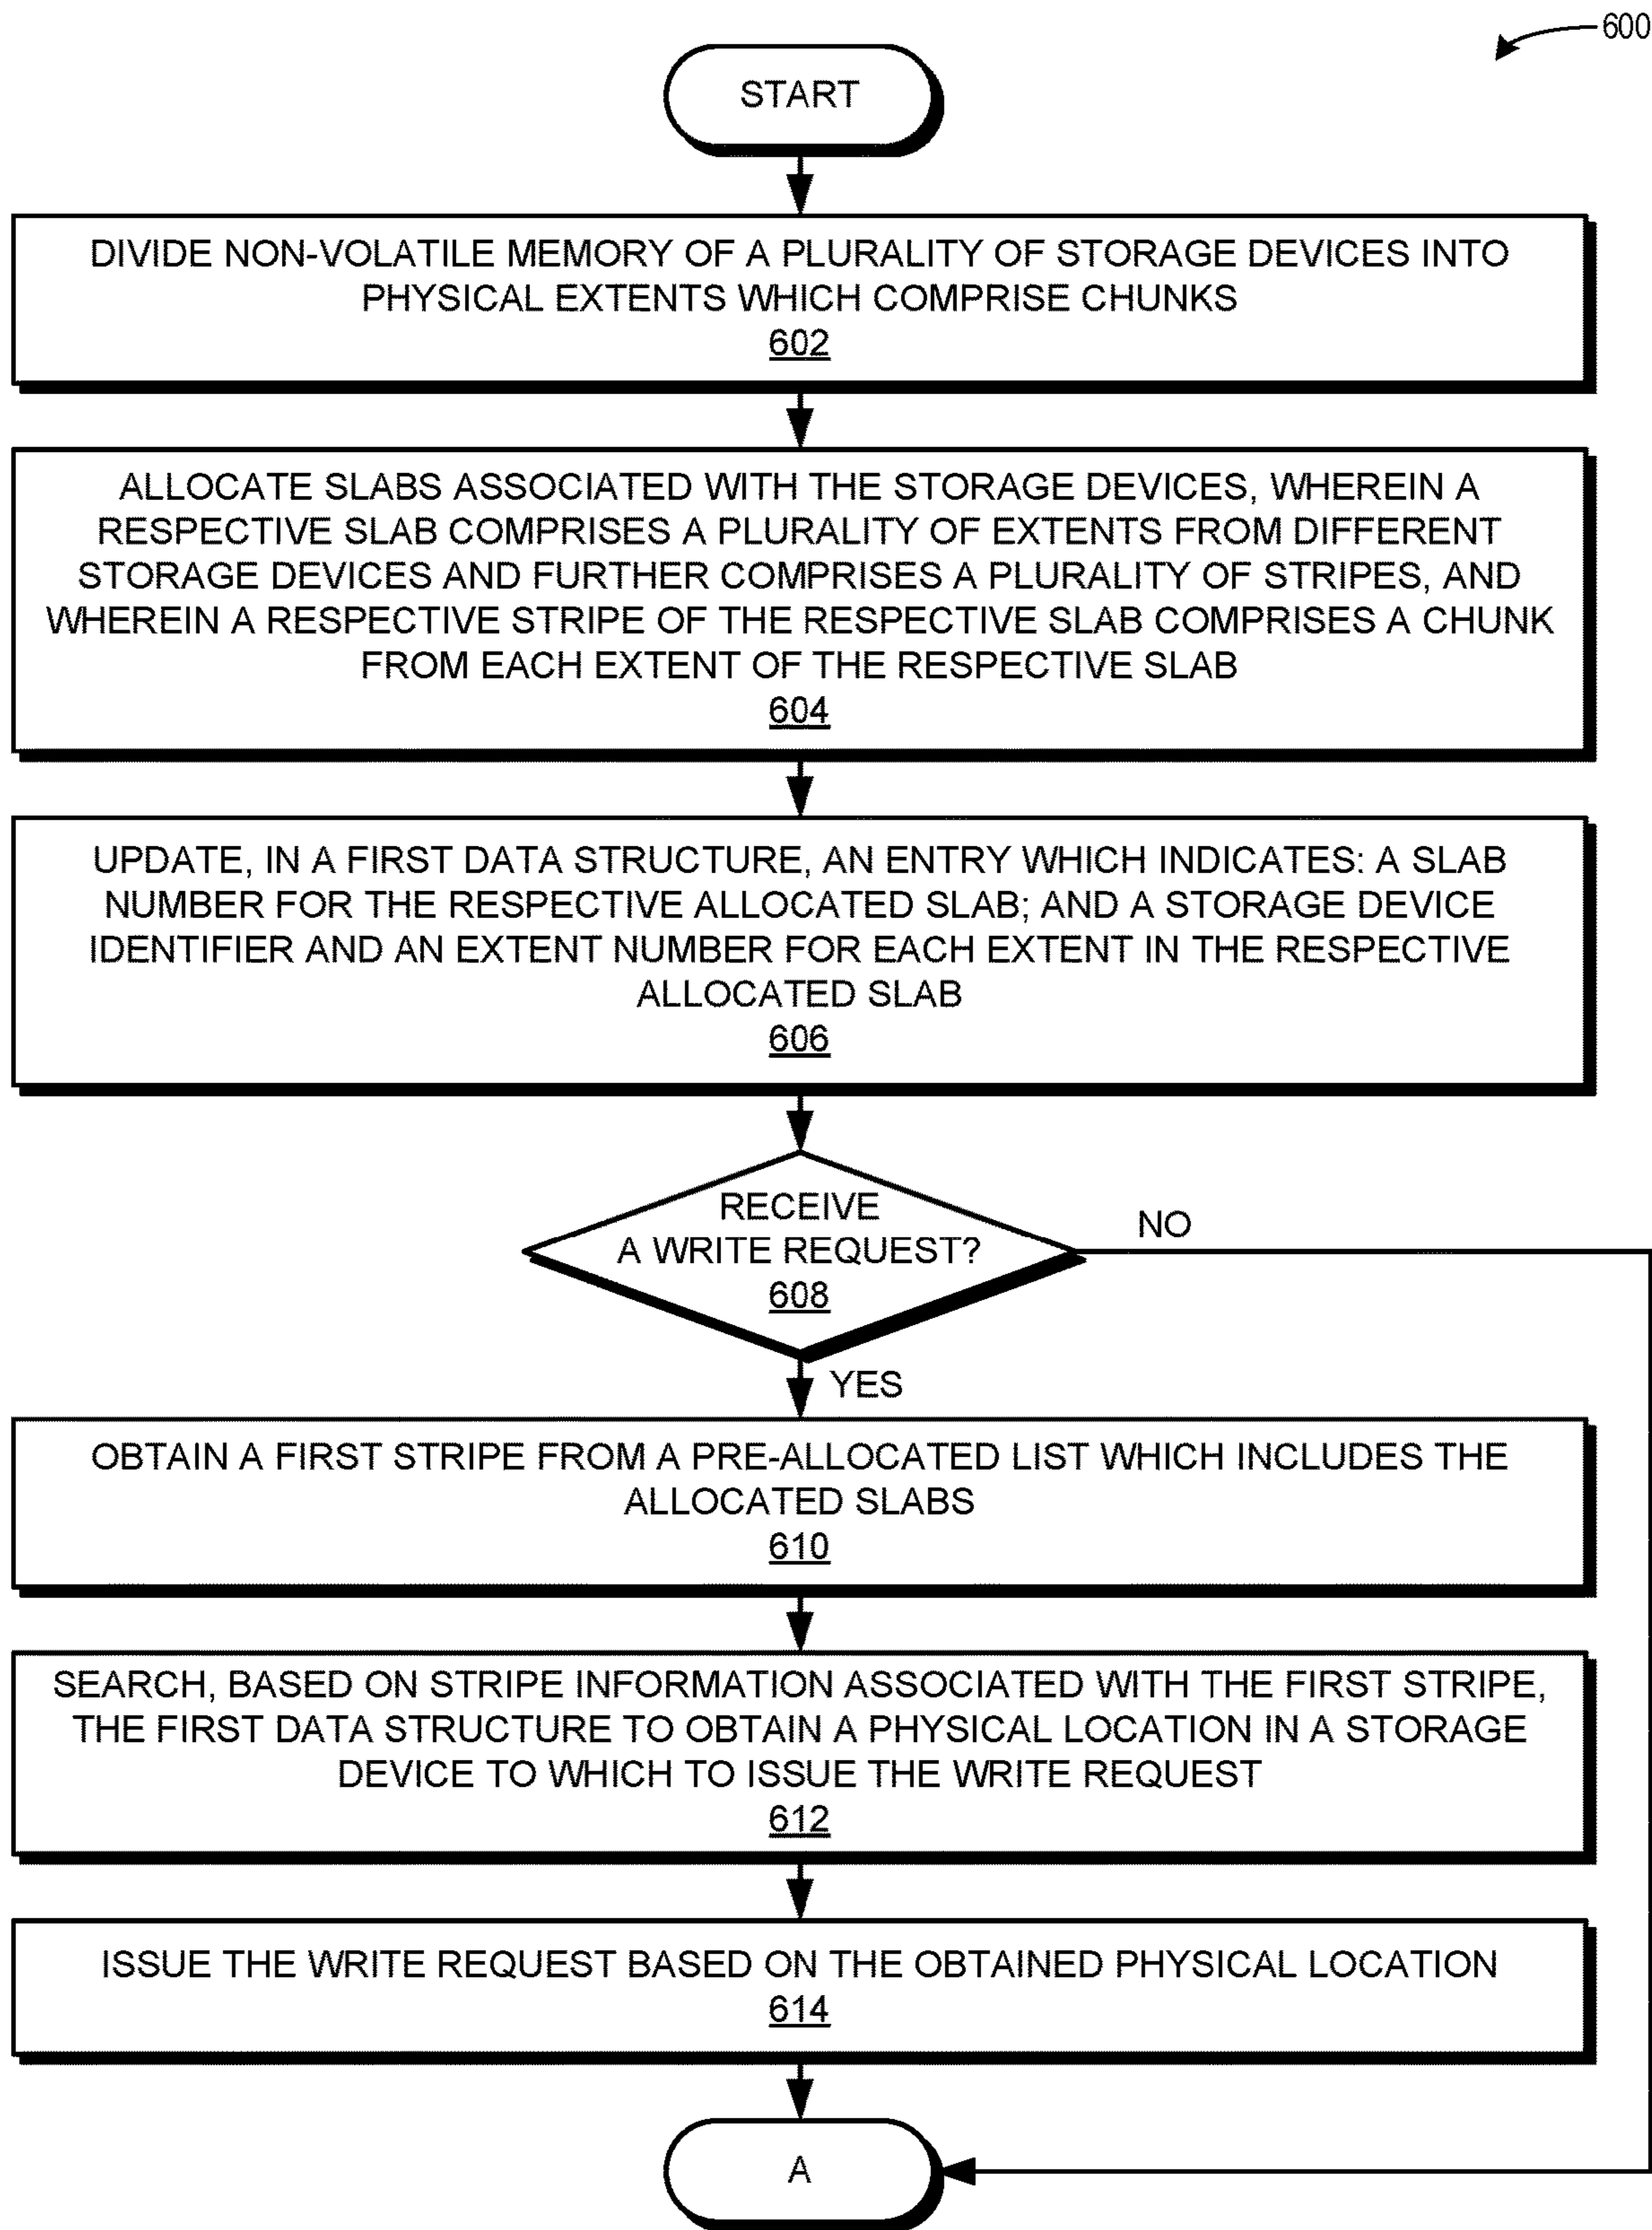 600
START
DIVIDE NON-VOLATILE MEMORY OF A PLURALITY OF STORAGE DEVICES INTO
PHYSICAL EXTENTS WHICH COMPRISE CHUNKS
602
ALLOCATE SLABS ASSOCIATED WITH THE STORAGE DEVICES, WHEREIN A
RESPECTIVE SLAB COMPRISES A PLURALITY OF EXTENTS FROM DIFFERENT
STORAGE DEVICES AND FURTHER COMPRISES A PLURALITY OF STRIPES, AND
WHEREIN A RESPECTIVE STRIPE OF THE RESPECTIVE SLAB COMPRISES A CHUNK
FROM EACH EXTENT OF THE RESPECTIVE SLAB
604
UPDATE, IN A FIRST DATA STRUCTURE, AN ENTRY WHICH INDICATES: A SLAB
NUMBER FOR THE RESPECTIVE ALLOCATED SLAB; AND A STORAGE DEVICE
IDENTIFIER AND AN EXTENT NUMBER FOR EACH EXTENT IN THE RESPECTIVE
ALLOCATED SLAB
606
RECEIVE
A WRITE REQUEST?
608
NO
YES
OBTAIN A FIRST STRIPE FROM A PRE-ALLOCATED LIST WHICH INCLUDES THE
ALLOCATED SLABS
610
SEARCH, BASED ON STRIPE INFORMATION ASSOCIATED WITH THE FIRST STRIPE,
THE FIRST DATA STRUCTURE TO OBTAIN A PHYSICAL LOCATION IN A STORAGE
DEVICE TO WHICH TO ISSUE THE WRITE REQUEST
612
ISSUE THE WRITE REQUEST BASED ON THE OBTAINED PHYSICAL LOCATION
614
A